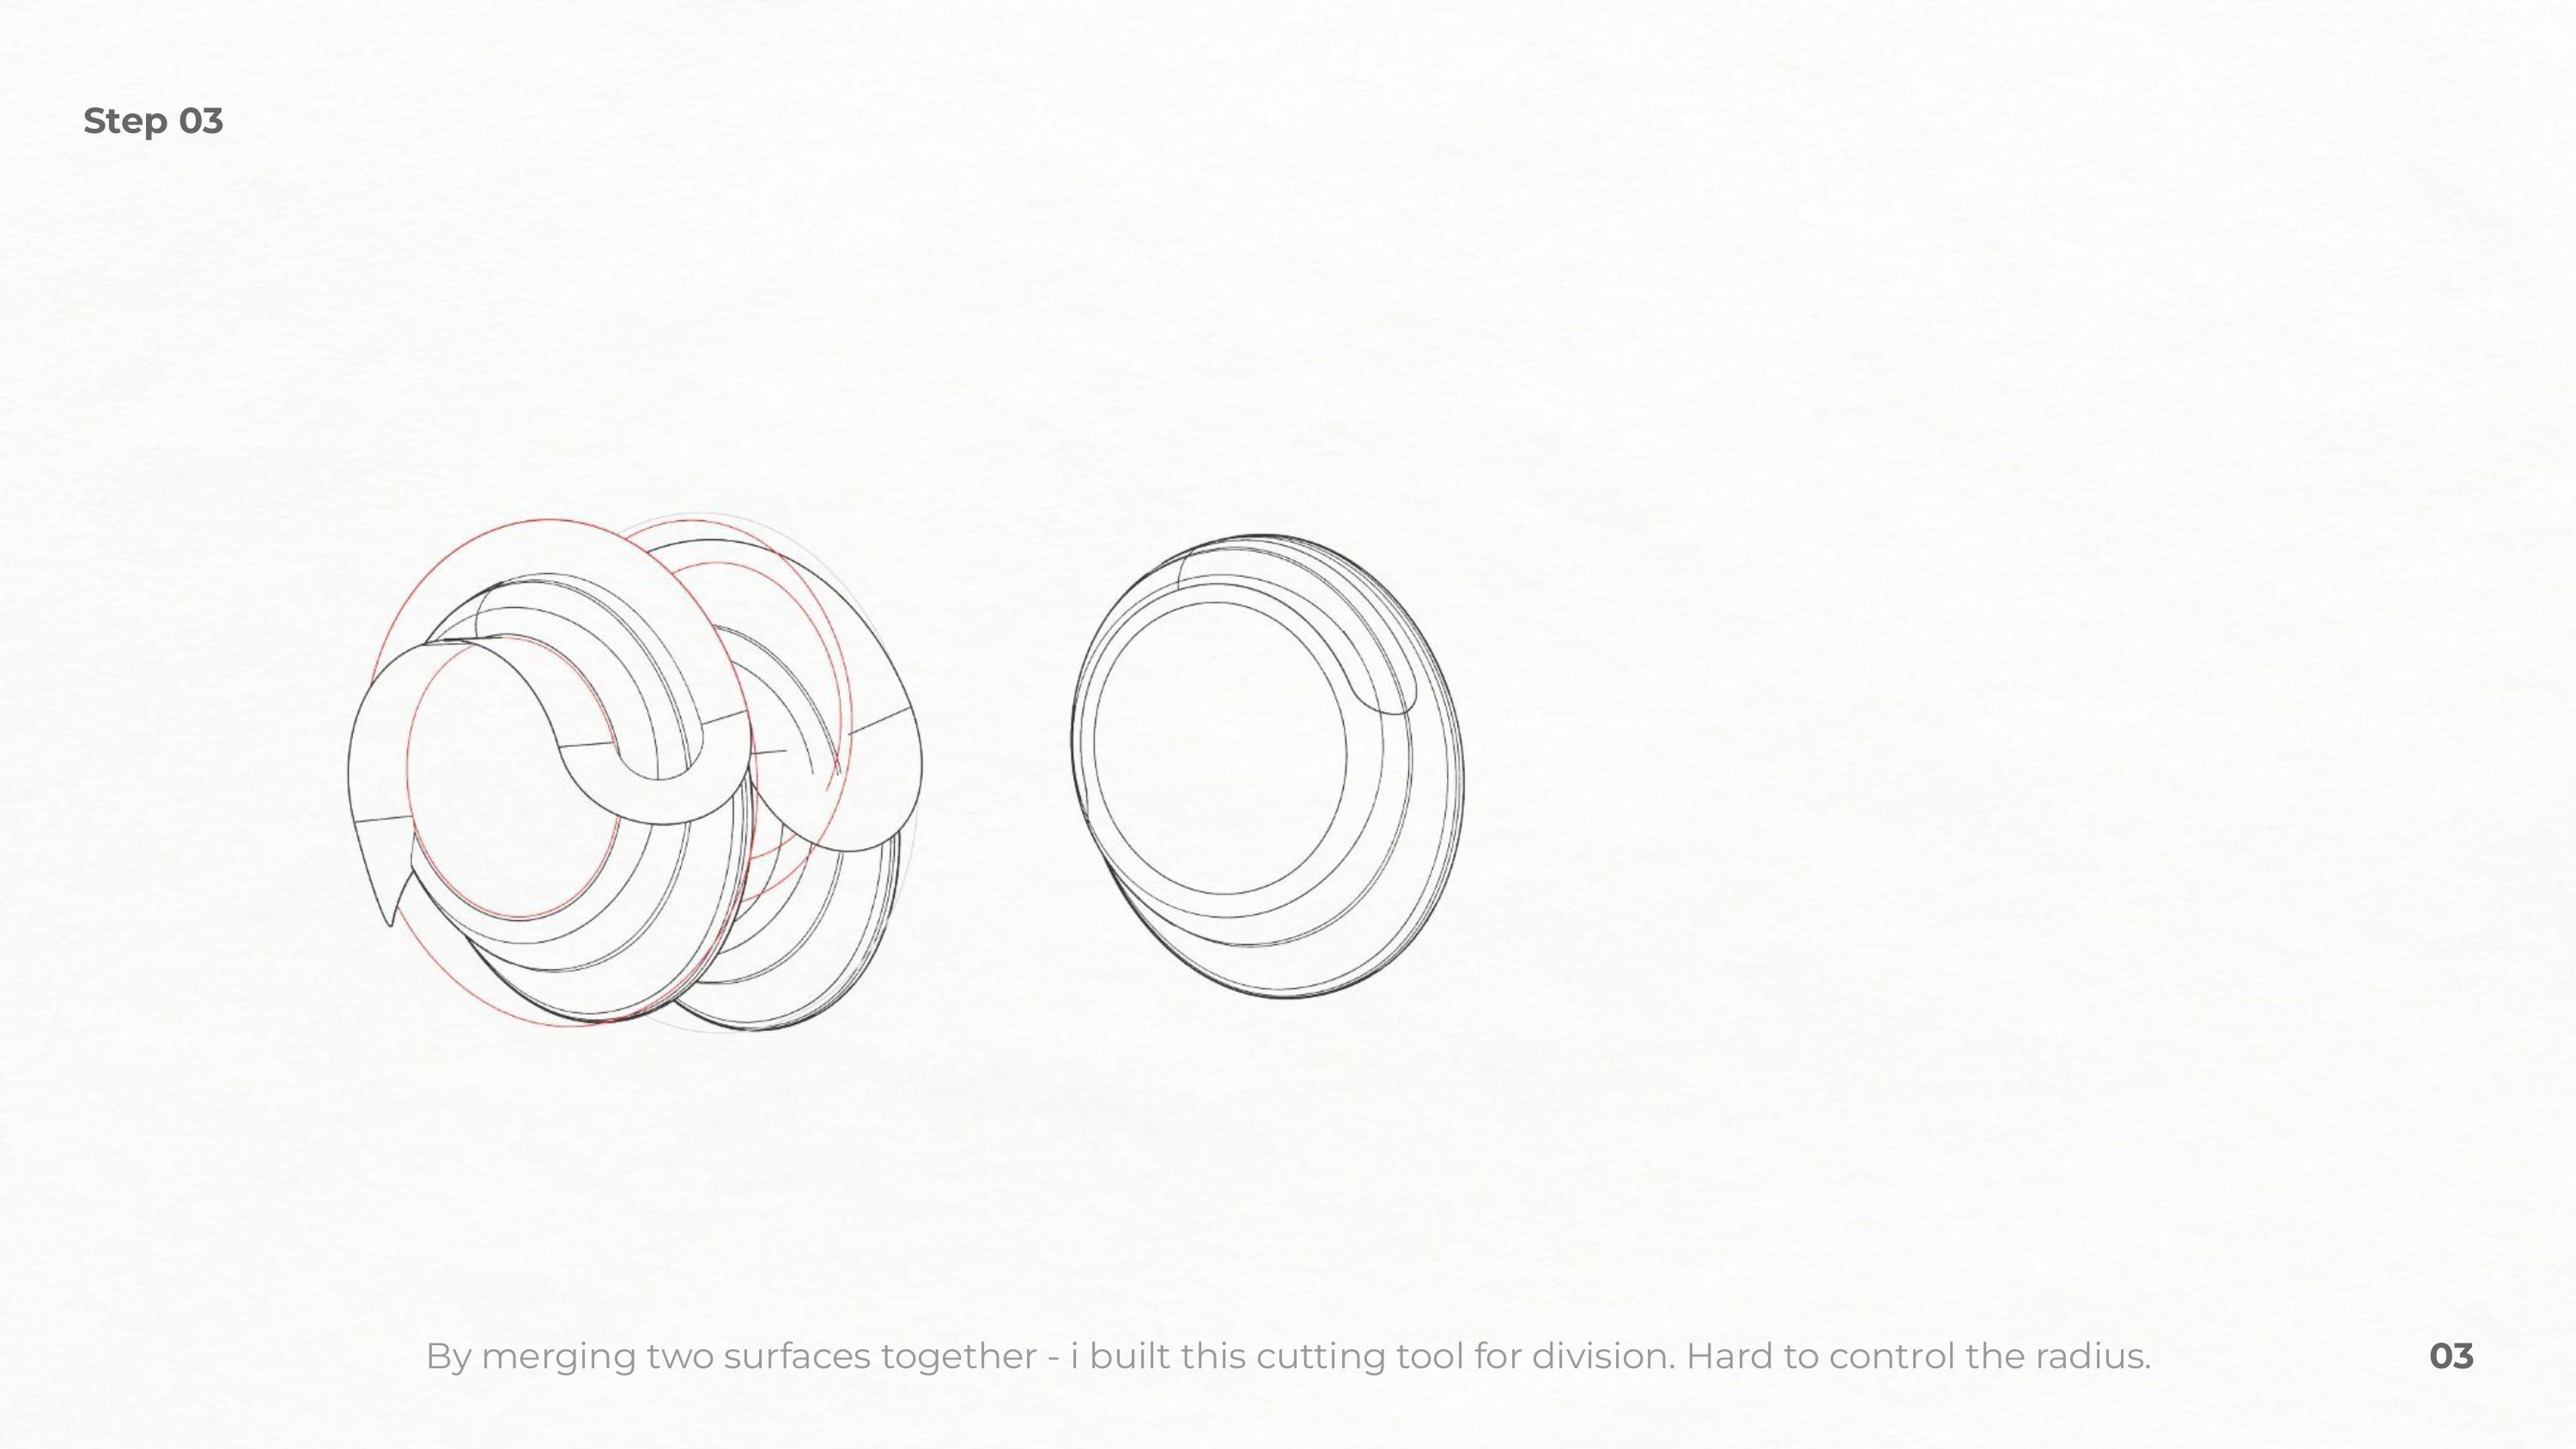 Step 03
By merging two surfaces together - i built this cutting tool for division. Hard to control the radius.
03